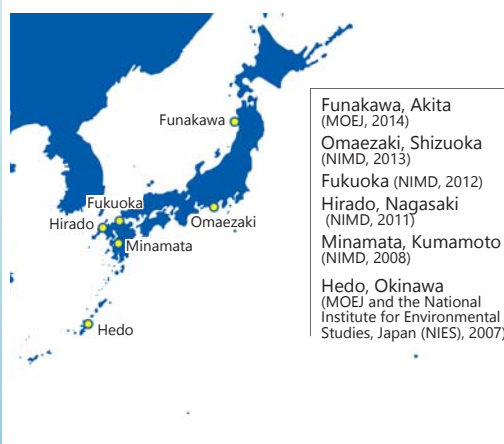 Funakawa
Fukuoka
Hirado
Omaezaki
Minamata
Hedo
Funakawa, Akita
(MOEJ, 2014)
Omaezaki, Shizuoka
(NIMD, 2013)
Fukuoka (NIMD, 2012)
Hirado, Nagasaki
(NIMD, 2011)
Minamata, Kumamoto
(NIMD, 2008)
Hedo, Okinawa
(MOEJ and the National
Institute for Environmental
Studies, Japan (NIES), 2007)